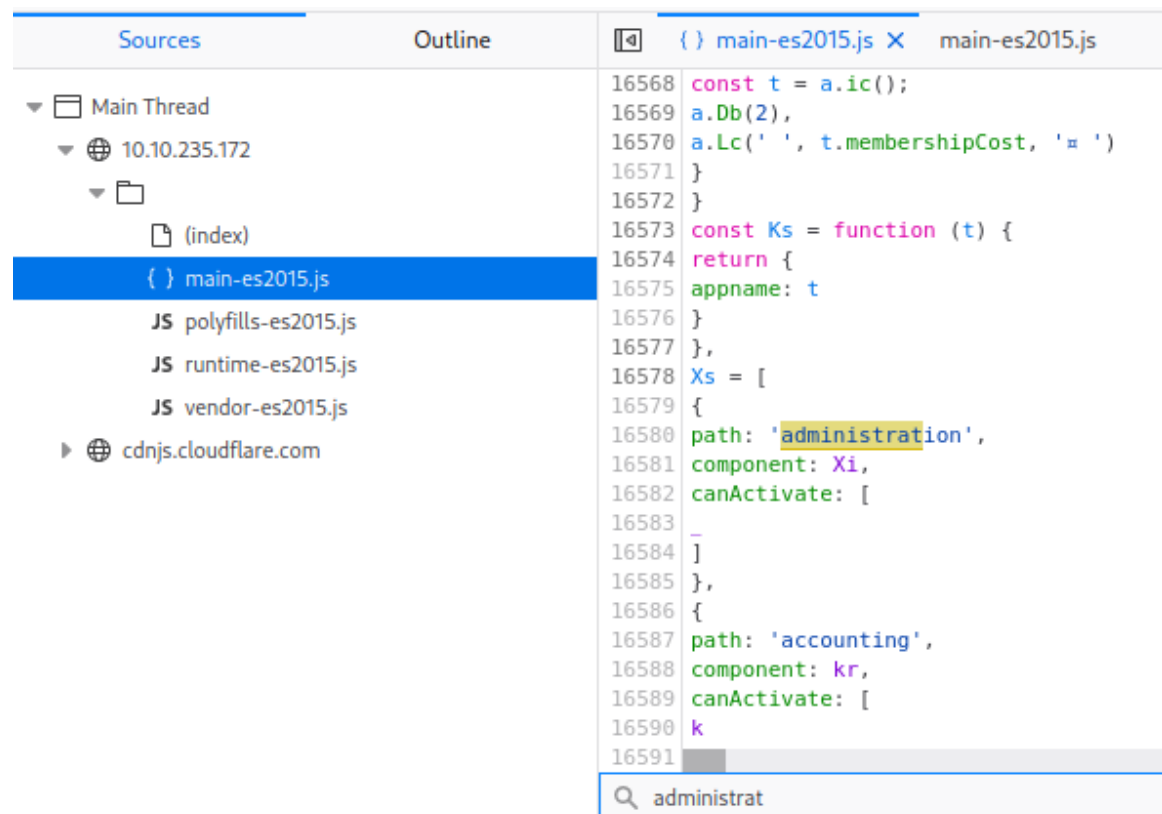 Sources Outline
{ } main-es2015.js main-es2015.js
Main Thread
10.10.235.172
(index)
{ } main-es2015.js
JS polyfills-es2015.js
JS runtime-es2015.js
JS vendor-es2015.js
cdnjs.cloudflare.com
16568 const t = a.ic();
16569 a.Db(2),
16570 a.Lc(' ', t.membershipCost, '¤ ')
16571 }
16572 }
16573 const Ks = function (t) {
16574 return {
16575 appname: t
16576 }
16577 },
16578 Xs = [
16579 {
16580 path: 'administration',
16581 component: Xi,
16582 canActivate: [
16583 _
16584 ]
16585 },
16586 {
16587 path: 'accounting',
16588 component: kr,
16589 canActivate: [
16590 k
16591
administrat